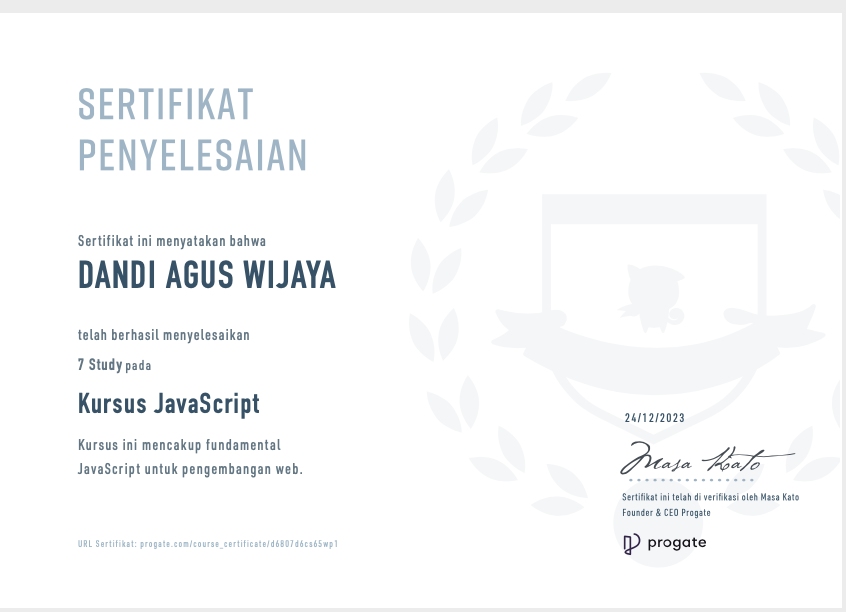 SERTIFIKAT
PENYELESAIAN
Sertifikat ini menyatakan bahwa
DANDI AGUS WIJAYA
telah berhasil menyelesaikan
7 Study pada
Kursus JavaScript
Kursus ini mencakup fundamental
JavaScript untuk pengembangan web.
24/12/2023
Masa Kato
Sertifikat ini telah di verifikasi oleh Masa Kato
Founder & CEO Progate
progate
URL Sertifikat: progate.com/course_certificate/d6807d6cs65wp1